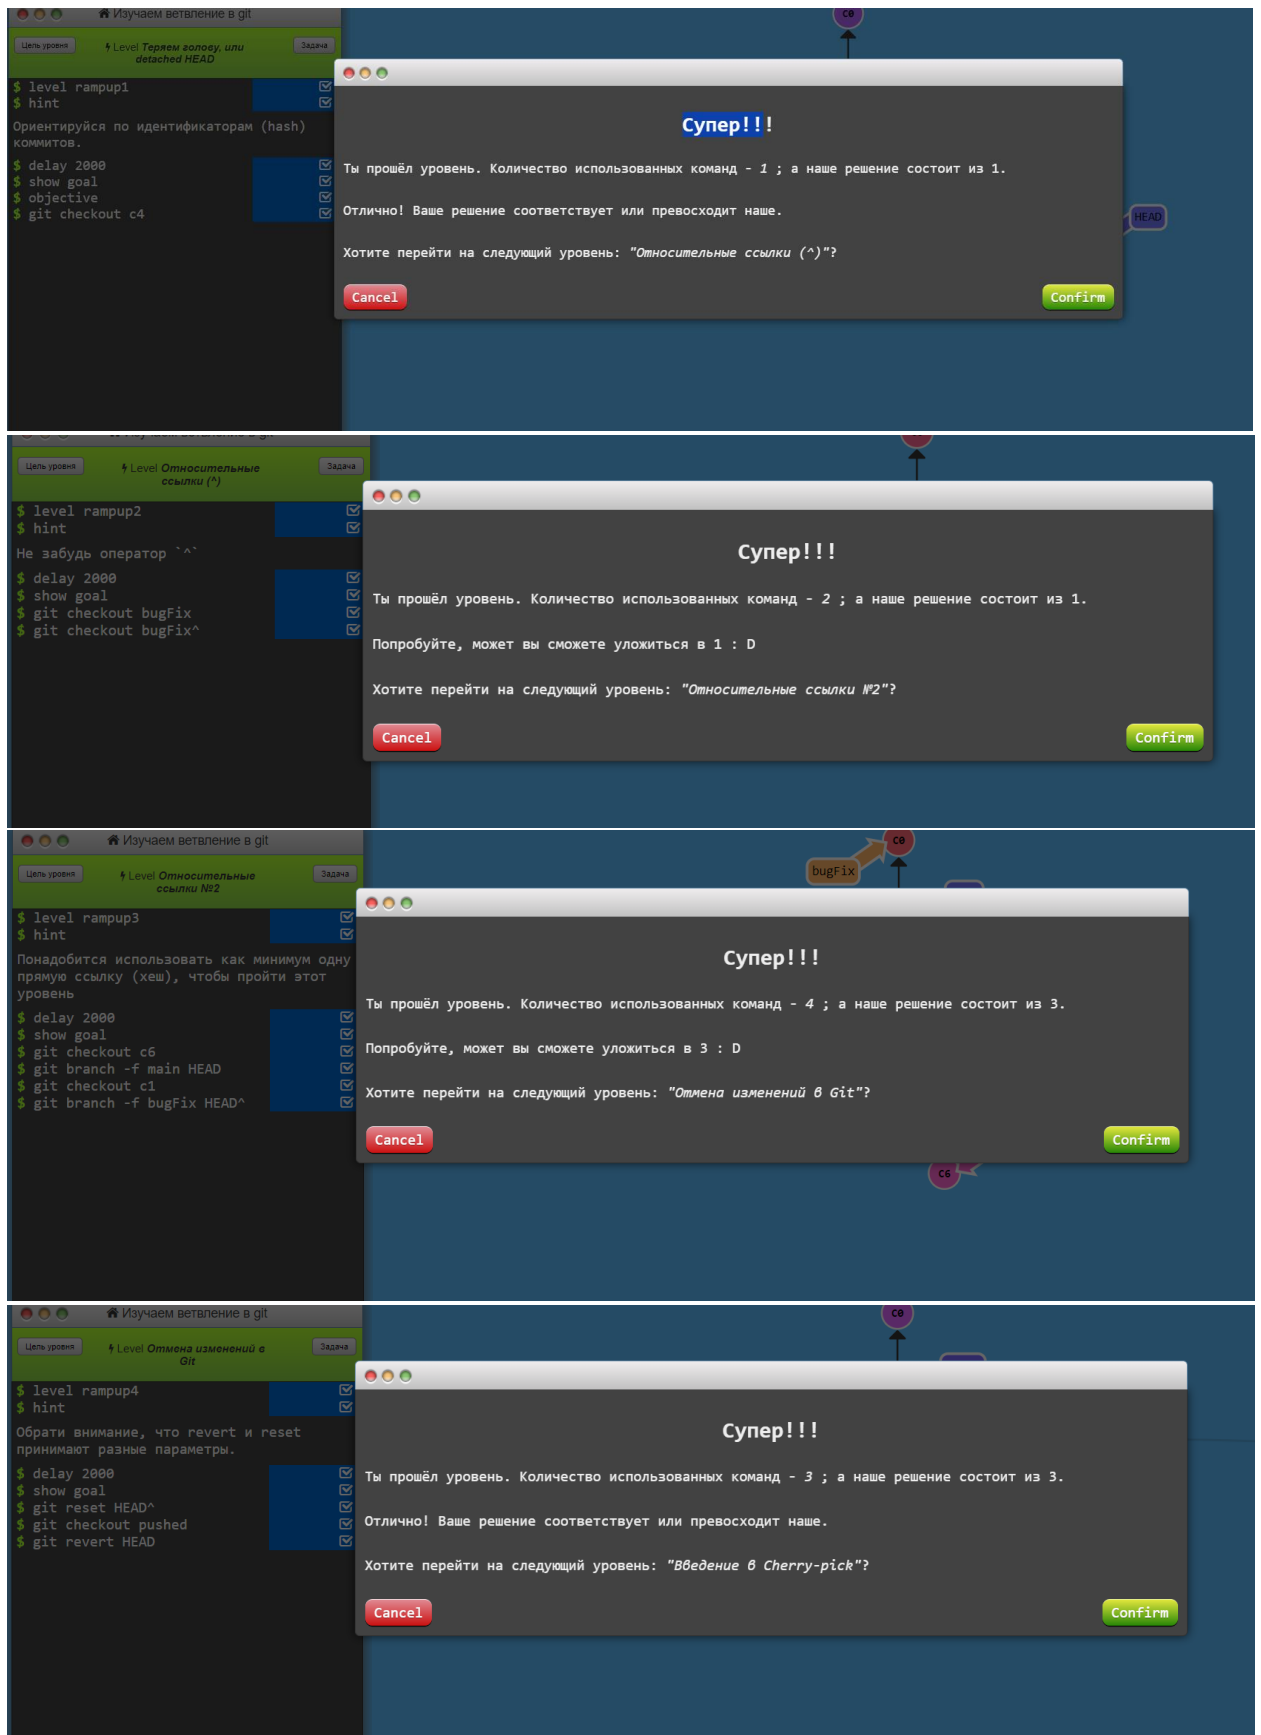 Изучаем ветвление в git
C0
Цель уровня
Level Теряем голову, или
detached HEAD
Задача
$ level rampup1
$ hint
Ориентируйся по идентификаторам (hash)
коммитов.
$ delay 2000
$ show goal
$ objective
$ git checkout c4
Супер!!!
Ты прошёл уровень. Количество использованных команд - 1 ; а наше решение состоит из 1.
Отлично! Ваше решение соответствует или превосходит наше.
Хотите перейти на следующий уровень: "Относительные ссылки (^)"?
Cancel
Confirm
HEAD
Изучаем ветвление в git
Цель уровня
Level Относительные
ссылки (^)
Задача
$ level rampup2
$ hint
Не забудь оператор `^`
$ delay 2000
$ show goal
$ git checkout bugFix
$ git checkout bugFix^
Супер!!!
Ты прошёл уровень. Количество использованных команд - 2 ; а наше решение состоит из 1.
Попробуйте, может вы сможете уложиться в 1 : D
Хотите перейти на следующий уровень: "Относительные ссылки №2"?
Cancel
Confirm
Изучаем ветвление в git
C0
bugFix
Цель уровня
Level Относительные
ссылки №2
Задача
$ level rampup3
$ hint
Понадобится использовать как минимум одну
прямую ссылку (хеш), чтобы пройти этот
уровень
$ delay 2000
$ show goal
$ git checkout c6
$ git branch -f main HEAD
$ git checkout c1
$ git branch -f bugFix HEAD^
Супер!!!
Ты прошёл уровень. Количество использованных команд - 4 ; а наше решение состоит из 3.
Попробуйте, может вы сможете уложиться в 3 : D
Хотите перейти на следующий уровень: "Отмена изменений в Git"?
Cancel
Confirm
C6
Изучаем ветвление в git
C0
Цель уровня
Level Отмена изменений в
Git
Задача
$ level rampup4
$ hint
Обрати внимание, что revert и reset
принимают разные параметры.
$ delay 2000
$ show goal
$ git reset HEAD^
$ git checkout pushed
$ git revert HEAD
Супер!!!
Ты прошёл уровень. Количество использованных команд - 3 ; а наше решение состоит из 3.
Отлично! Ваше решение соответствует или превосходит наше.
Хотите перейти на следующий уровень: "Введение в Cherry-pick"?
Cancel
Confirm